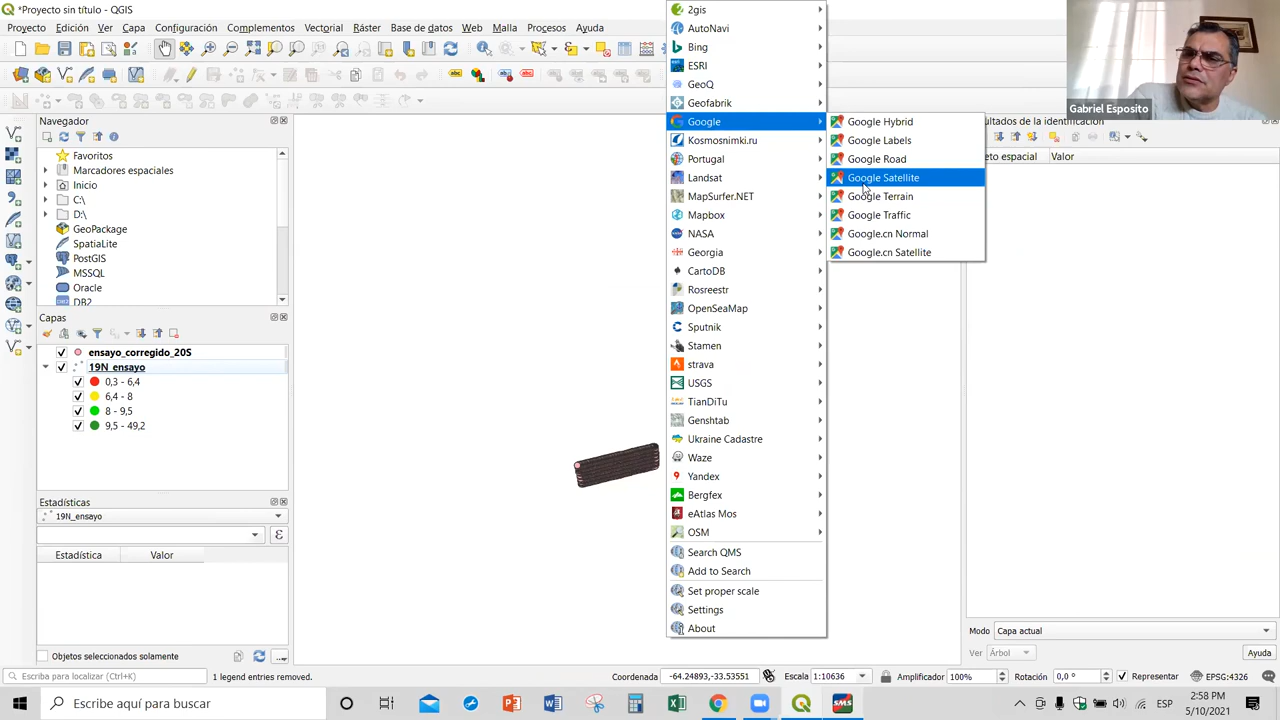 *Proyecto sin título - QGIS
Proyecto Edición Ver Capa Configuración Complementos Vectorial Ráster Base de datos Web Malla Procesos Ayuda
Navegador
Favoritos
Marcadores espaciales
Inicio
C:\
D:\
GeoPackage
SpatiaLite
PostGIS
MSSQL
Oracle
DB2
Capas
ensayo_corregido_20S
19N_ensayo
0,3 - 6,4
6,4 - 8
8 - 9,5
9,5 - 49,2
Estadísticas
19N_ensayo
ε
Estadística Valor
Objetos seleccionados solamente
2gis
AutoNavi
Bing
ESRI
GeoQ
Geofabrik
Google
Kosmosnimki.ru
Portugal
Landsat
MapSurfer.NET
Mapbox
NASA
Georgia
CartoDB
Rosreestr
OpenSeaMap
Sputnik
Stamen
strava
USGS
TianDiTu
Genshtab
Ukraine Cadastre
Waze
Yandex
Bergfex
eAtlas Mos
OSM
Search QMS
Add to Search
Set proper scale
Settings
About
Google Hybrid
Google Labels
Google Road
Google Satellite
Google Terrain
Google Traffic
Google.cn Normal
Google.cn Satellite
Gabriel Esposito
ultados de la identificación
eto espacial Valor
Modo Capa actual
Ver Árbol Ayuda
Escriba para localizar (Ctrl+K) 1 legend entries removed. Coordenada -64.24893,-33.53551 Escala 1:10636 Amplificador 100% Rotación 0,0 ° Representar EPSG:4326
Escribe aquí para buscar
SMS
ESP
2:58 PM
5/10/2021